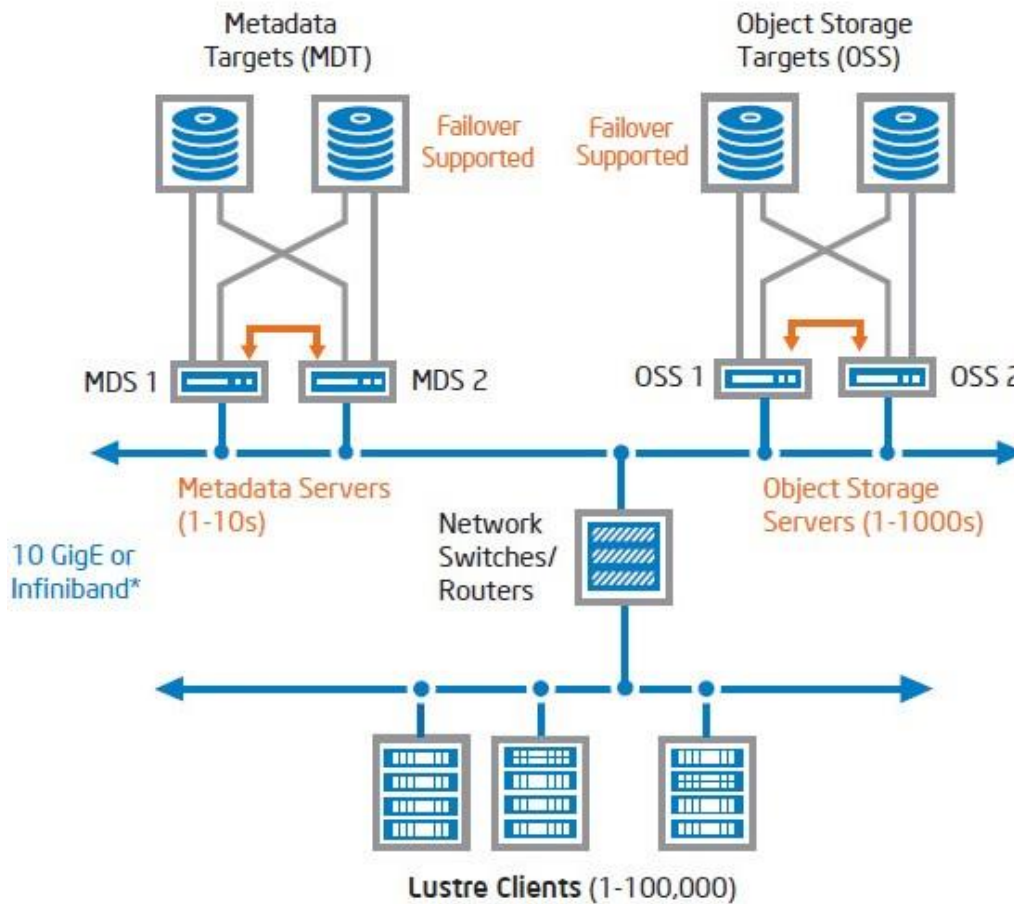 Metadata
Targets (MDT)
Object Storage
Targets (OSS)
Failover
Supported
Failover
Supported
MDS 1
MDS 2
OSS 1
OSS 2
Metadata Servers
(1-10s)
Object Storage
Servers (1-1000s)
10 GigE or
Infiniband*
Network
Switches/
Routers
Lustre Clients (1-100,000)